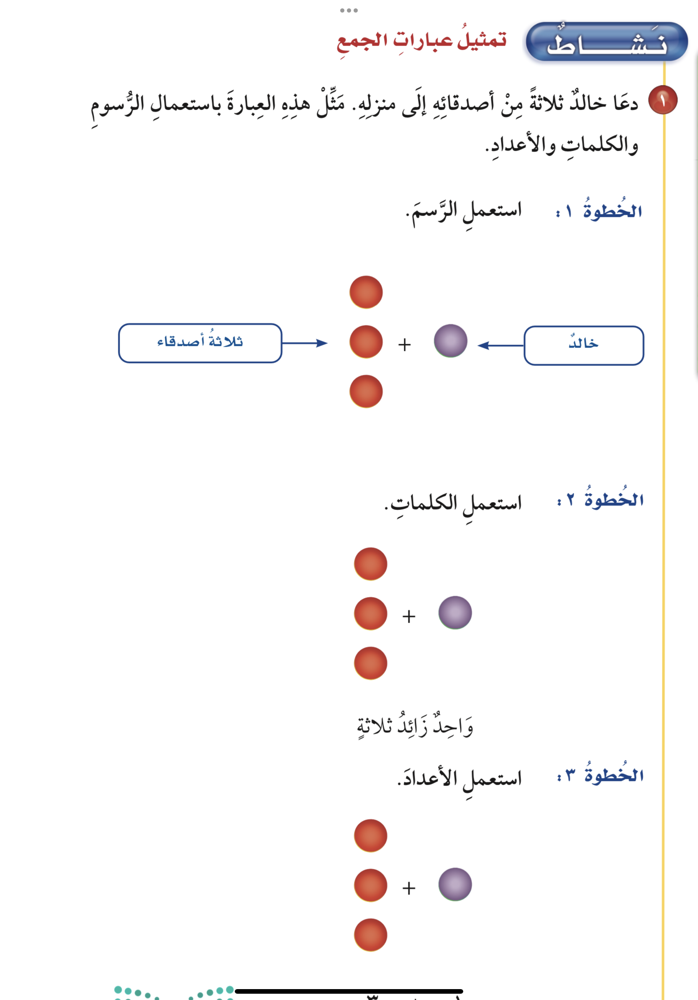 نَشَاطٌ تمثيلُ عباراتِ الجمعِ
١ دعَا خالدٌ ثلاثةً مِنْ أصدقائِهِ إلَى منزلِهِ. مَثِّلْ هذِهِ العِبارةَ باستعمالِ الرُّسومِ
والكلماتِ والأعدادِ.
الخُطوةُ ١ : استعملِ الرَّسمَ.
خالدٌ + ثلاثةُ أصدقاء
الخُطوةُ ٢ : استعملِ الكلماتِ.
+
وَاحِدٌ زَائِدُ ثلاثةٍ
الخُطوةُ ٣ : استعملِ الأعدادَ.
+